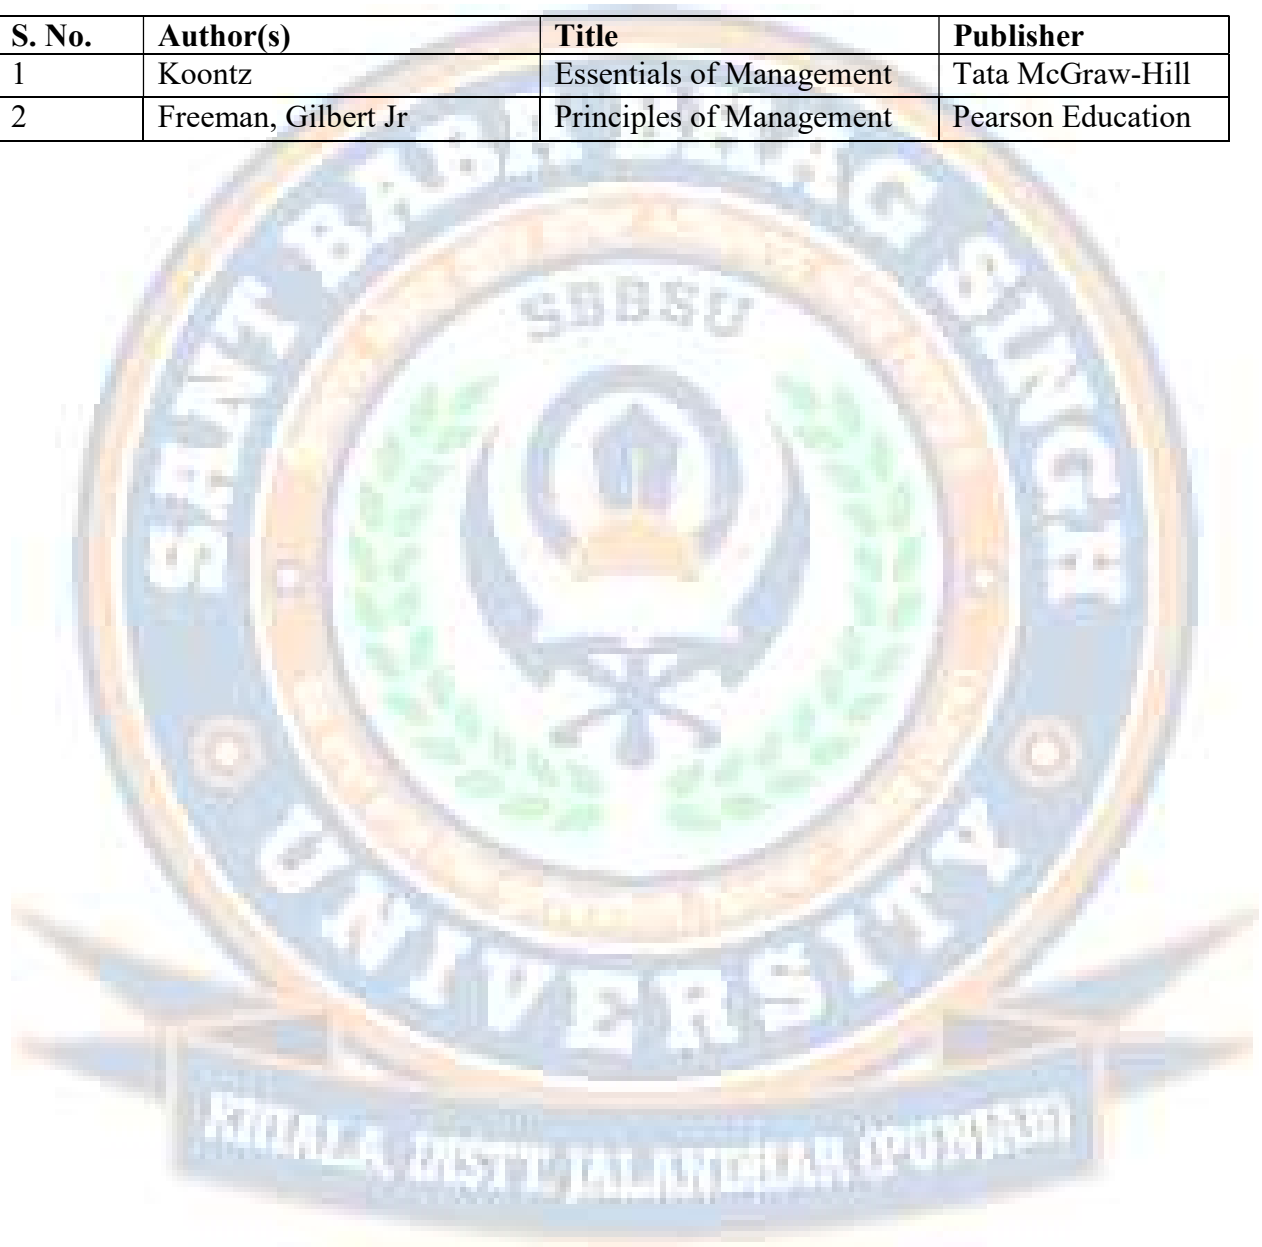 S. No. Author(s) Title Publisher
1 Koontz Essentials of Management Tata McGraw-Hill
2 Freeman, Gilbert Jr Principles of Management Pearson Education
SANT BABA BHAG SINGH
SBBSU
UNIVERSITY
KHIALA, DISTT. JALANDHAR (PUNJAB)